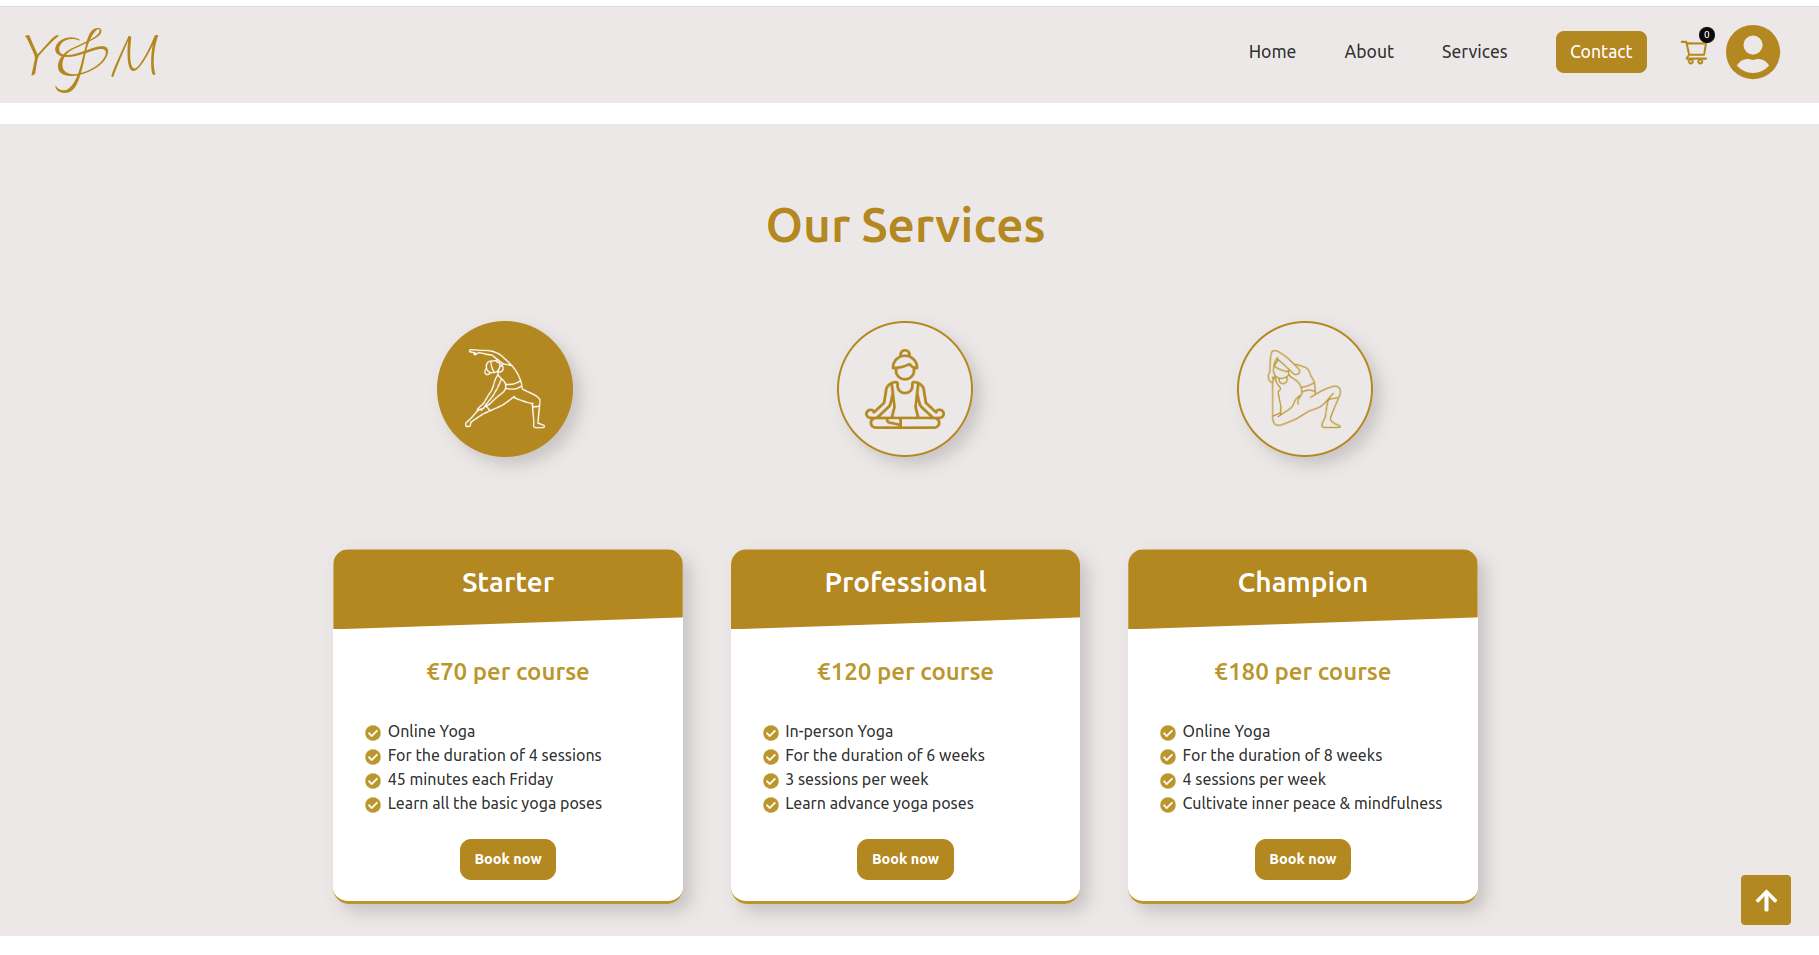 Y&M
Home About Services Contact 0
Our Services
Starter
€70 per course
Online Yoga
For the duration of 4 sessions
45 minutes each Friday
Learn all the basic yoga poses
Book now
Professional
€120 per course
In-person Yoga
For the duration of 6 weeks
3 sessions per week
Learn advance yoga poses
Book now
Champion
€180 per course
Online Yoga
For the duration of 8 weeks
4 sessions per week
Cultivate inner peace & mindfulness
Book now